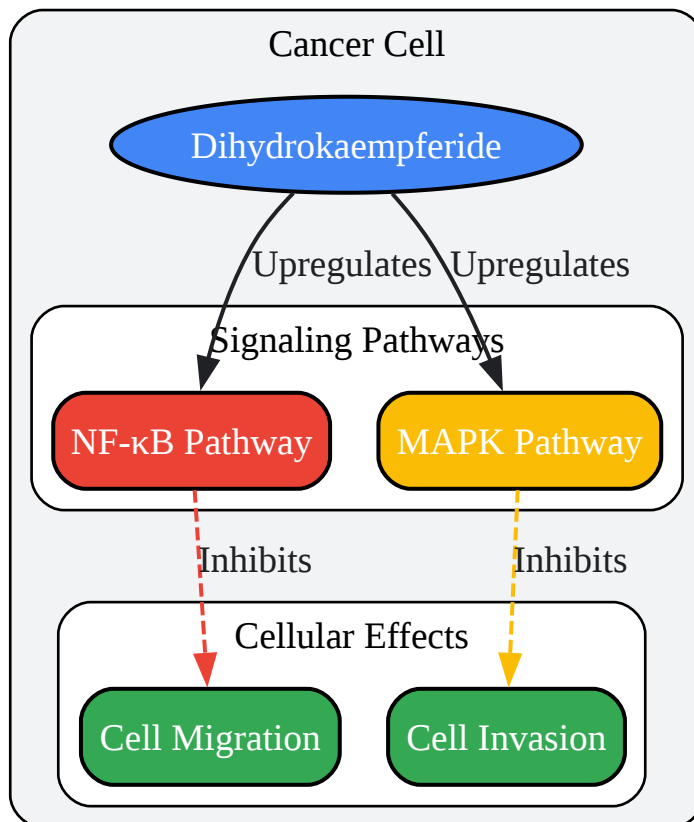 Cancer Cell
Dihydrokaempferide
Upregulates
Upregulates
Signaling Pathways
NF-κB Pathway
MAPK Pathway
Inhibits
Inhibits
Cellular Effects
Cell Migration
Cell Invasion